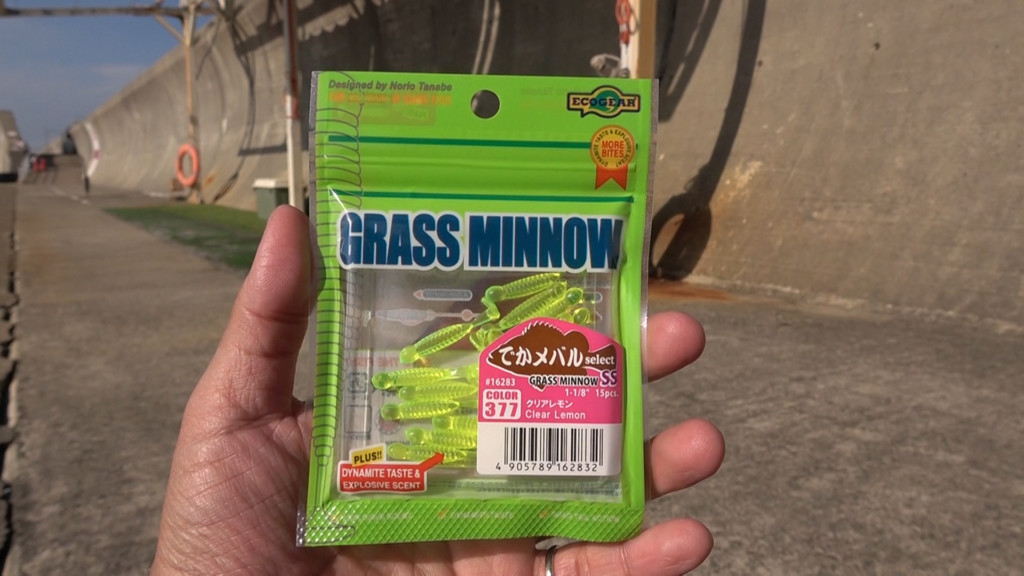 Designed by Norio Tanabe
ECOGEAR
MORE
BITES
GRASS MINNOW
でかメバル select
#16283 GRASS MINNOW SS
1-1/8" 15pcs.
COLOR
377
クリアレモン
Clear Lemon
4 905789 162832
PLUS!!
DYNAMITE TASTE &
EXPLOSIVE SCENT